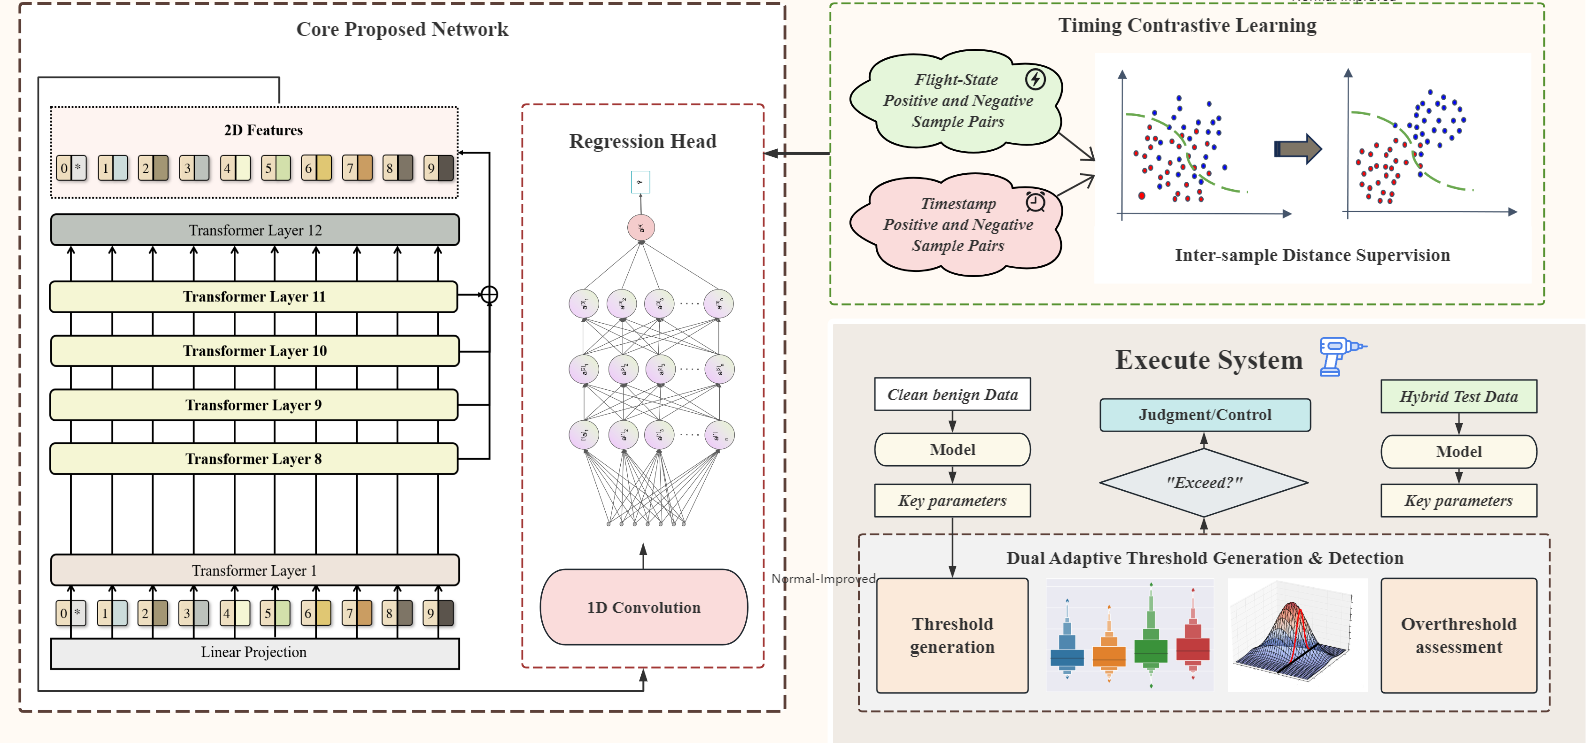 Core Proposed Network
2D Features
0 * 1 2 3 4 5 6 7 8 9
Transformer Layer 12
Transformer Layer 11
Transformer Layer 10
Transformer Layer 9
Transformer Layer 8
Transformer Layer 1
0 * 1 2 3 4 5 6 7 8 9
Linear Projection
Regression Head
1D Convolution
Normal-Improved
Timing Contrastive Learning
Flight-State
Positive and Negative
Sample Pairs
Timestamp
Positive and Negative
Sample Pairs
Inter-sample Distance Supervision
Execute System
Clean benign Data
Model
Key parameters
Judgment/Control
"Exceed?"
Hybrid Test Data
Model
Key parameters
Dual Adaptive Threshold Generation & Detection
Threshold
generation
Overthreshold
assessment